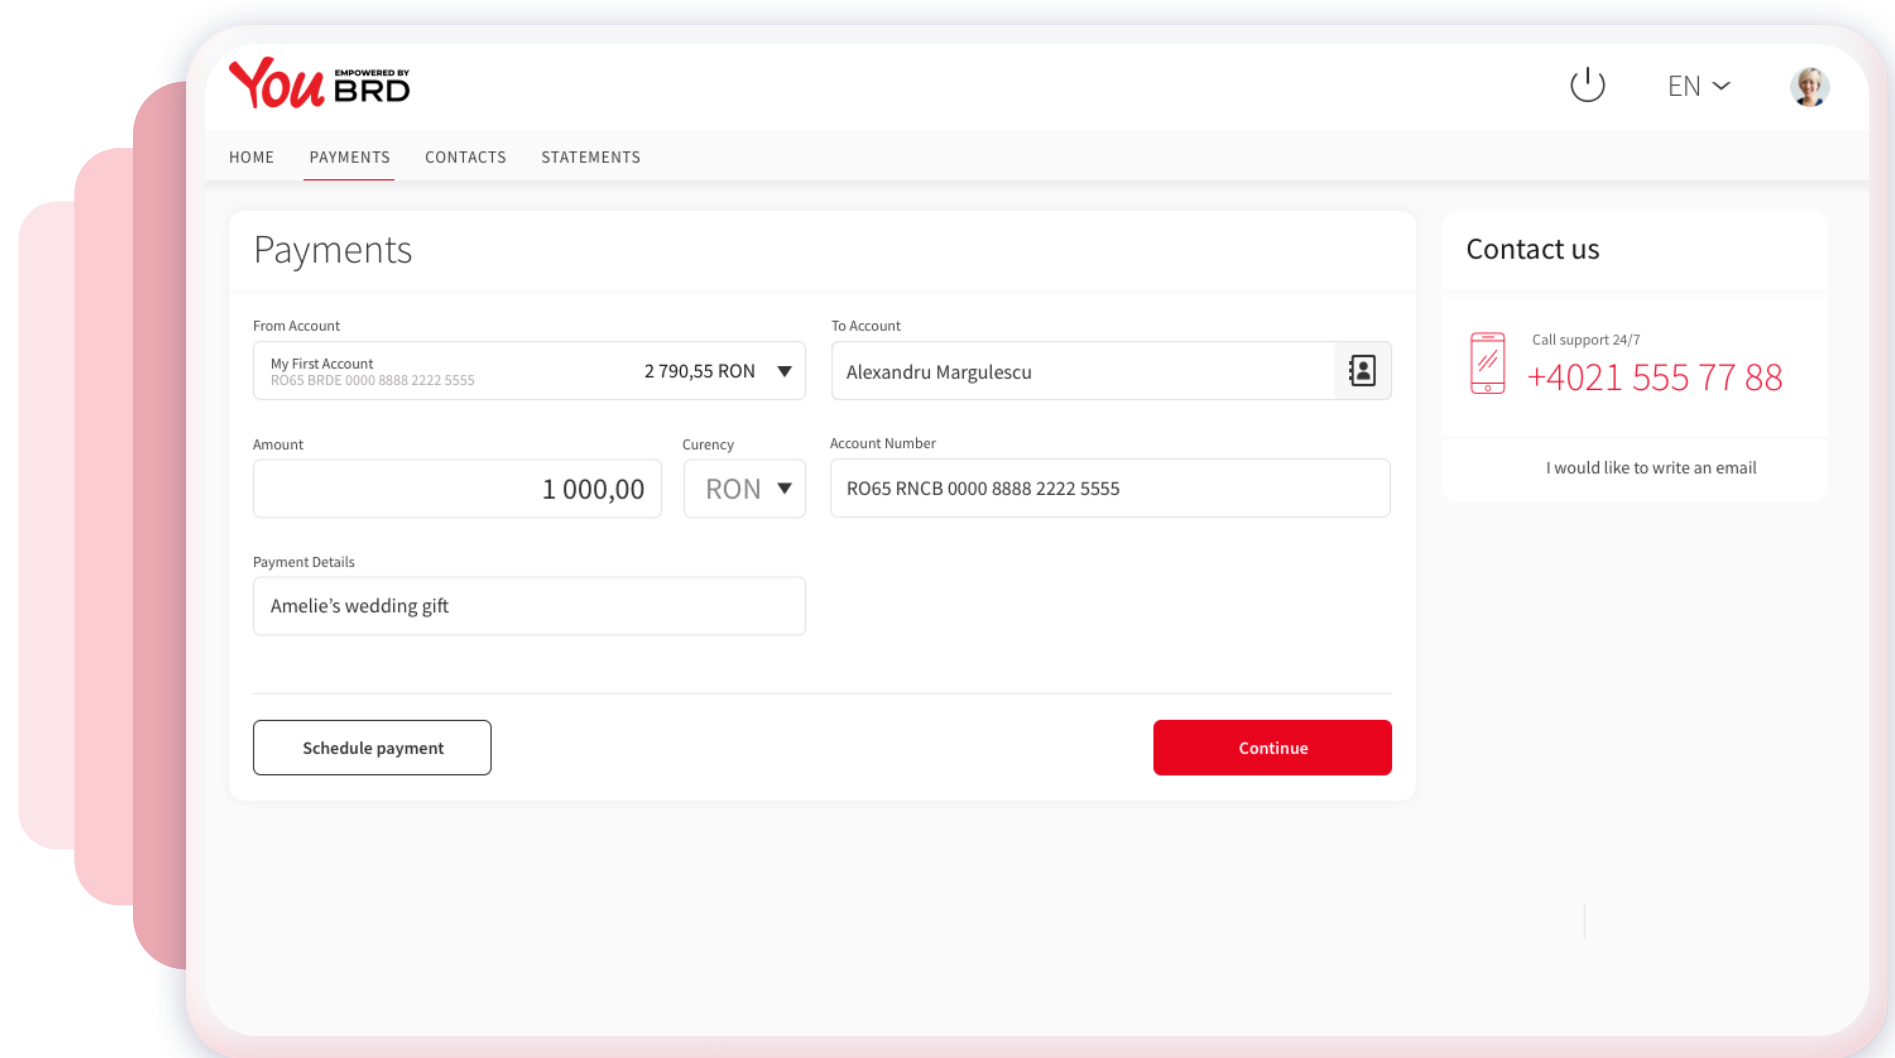 You EMPOWERED BY BRD
EN
HOME PAYMENTS CONTACTS STATEMENTS
Payments
From Account
My First Account
RO65 BRDE 0000 8888 2222 5555
2 790,55 RON
To Account
Alexandru Margulescu
Amount
1 000,00
Curency
RON
Account Number
RO65 RNCB 0000 8888 2222 5555
Payment Details
Amelie’s wedding gift
Schedule payment
Continue
Contact us
Call support 24/7
+4021 555 77 88
I would like to write an email